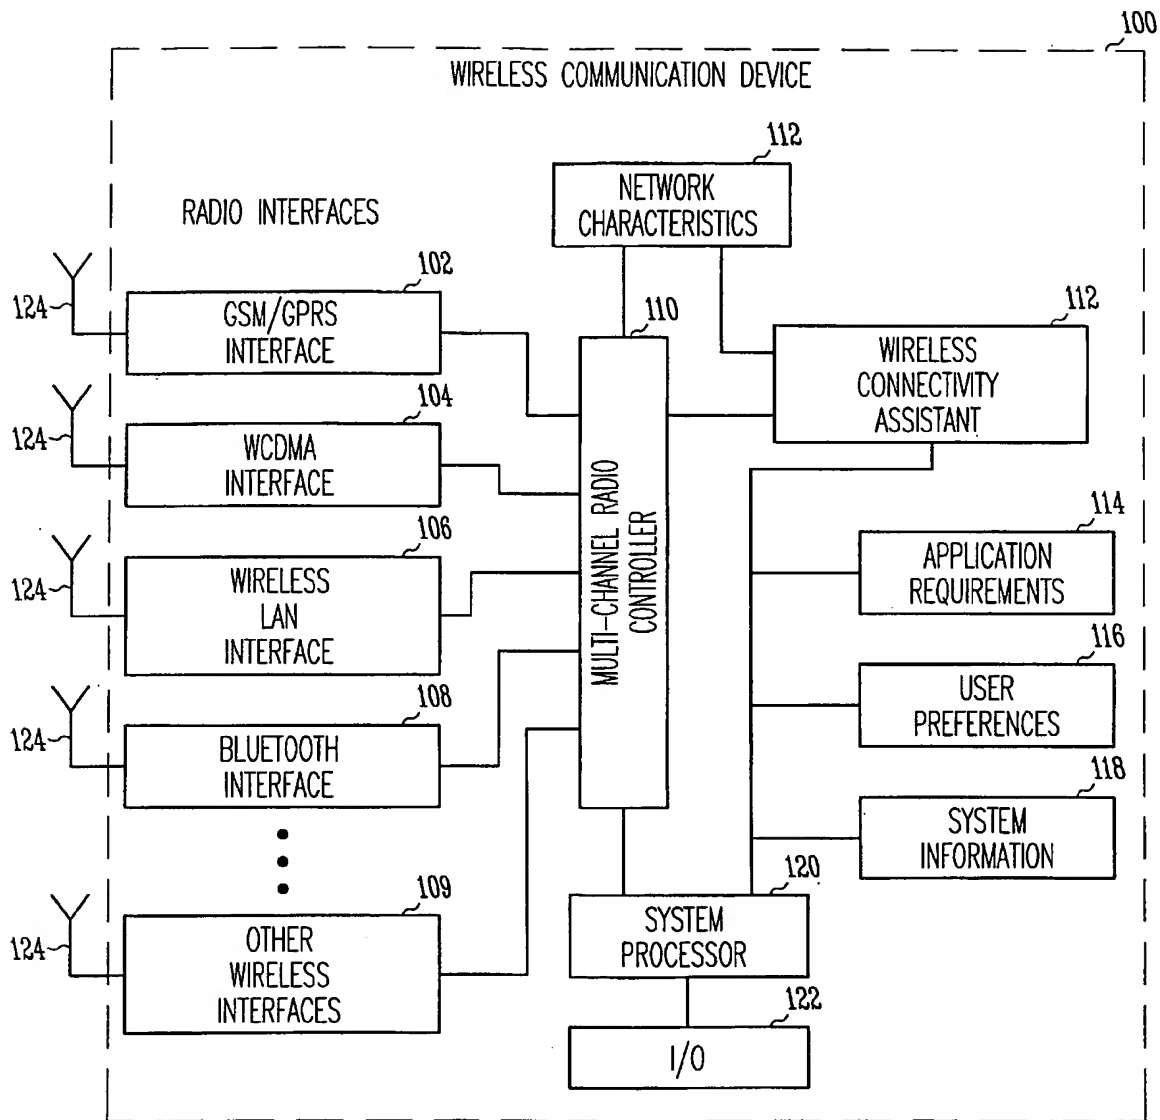 100
WIRELESS COMMUNICATION DEVICE
112
NETWORK
CHARACTERISTICS
RADIO INTERFACES
102
124
GSM/GPRS
INTERFACE
110
112
WIRELESS
CONNECTIVITY
ASSISTANT
104
124
WCDMA
INTERFACE
106
124
WIRELESS
LAN
INTERFACE
MULTI-CHANNEL RADIO
CONTROLLER
114
APPLICATION
REQUIREMENTS
116
USER
PREFERENCES
108
124
BLUETOOTH
INTERFACE
118
SYSTEM
INFORMATION
109
124
OTHER
WIRELESS
INTERFACES
120
SYSTEM
PROCESSOR
122
I/O